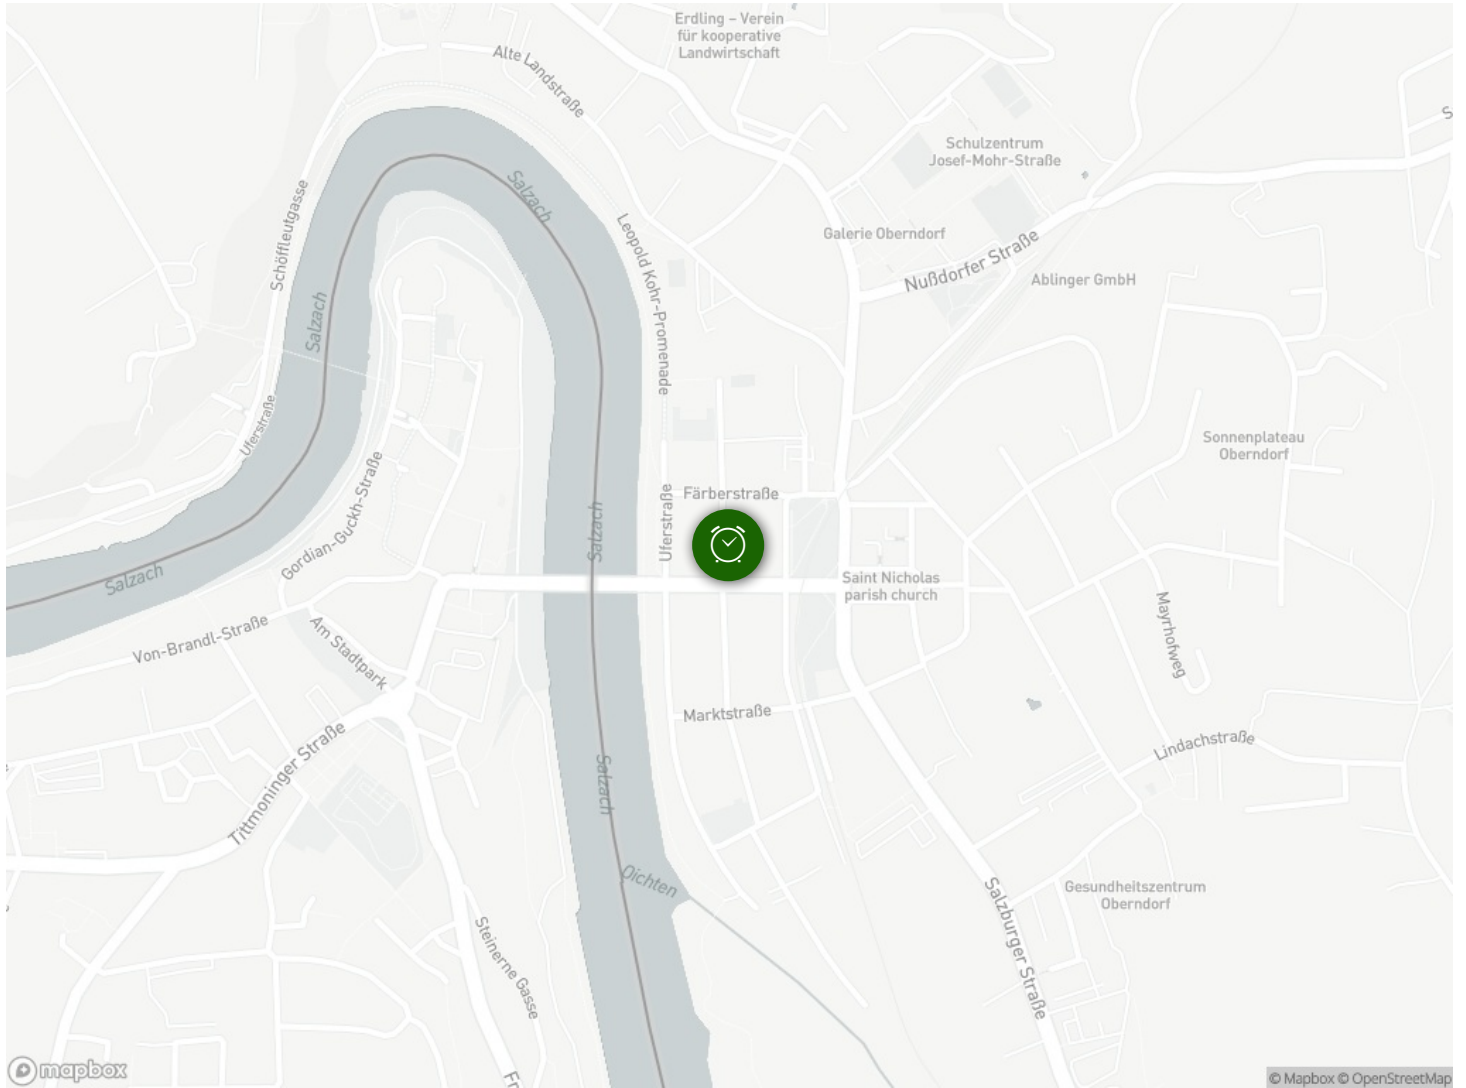 Erdling – Verein
für kooperative
Landwirtschaft
Alte Landstraße
Schulzentrum
Josef-Mohr-Straße
Salzach
Schöffleutgasse
Leopold Kohr-Promenade
Galerie Oberndorf
Nußdorfer Straße
Ablinger GmbH
Salzach
Uferstraße
Sonnenplateau
Oberndorf
Gordian-Guckh-Straße
Färberstraße
Uferstraße
Salzach
Salzach
Saint Nicholas
parish church
Von-Brandl-Straße
Am Stadtpark
Mayrhofweg
Marktstraße
Lindachstraße
Tittmoninger Straße
Salzach
Oichten
Gesundheitszentrum
Oberndorf
Salzburger Straße
Steinerne Gasse
Fr
S
mapbox
© Mapbox © OpenStreetMap